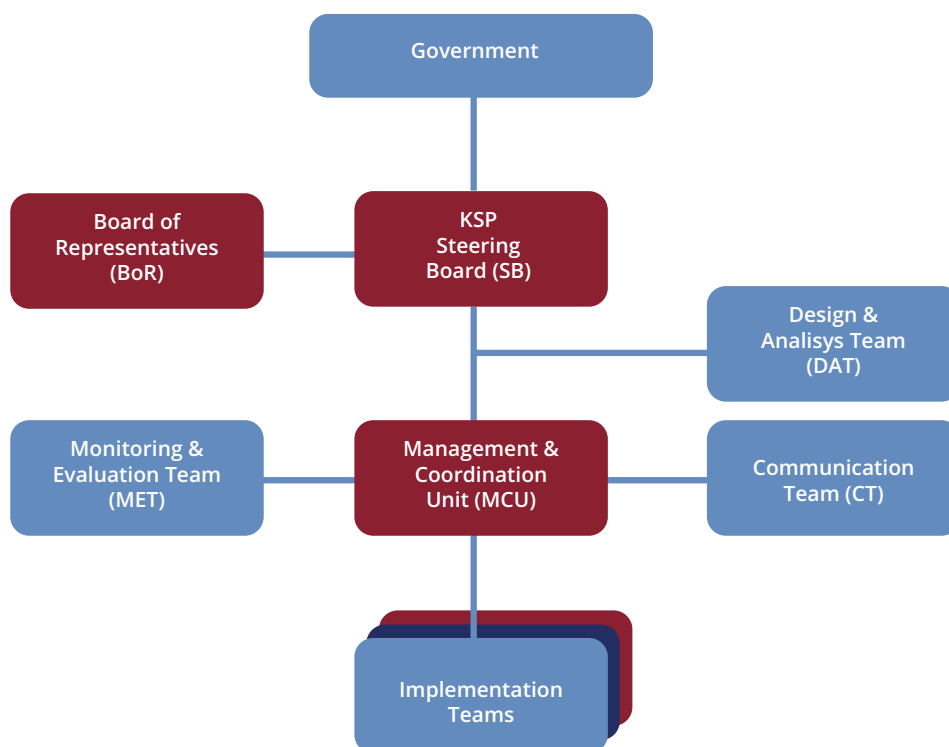 Government
Board of
Representatives
(BoR)
KSP
Steering
Board (SB)
Design &
Analisys Team
(DAT)
Monitoring &
Evaluation Team
(MET)
Management &
Coordination
Unit (MCU)
Communication
Team (CT)
Implementation
Teams